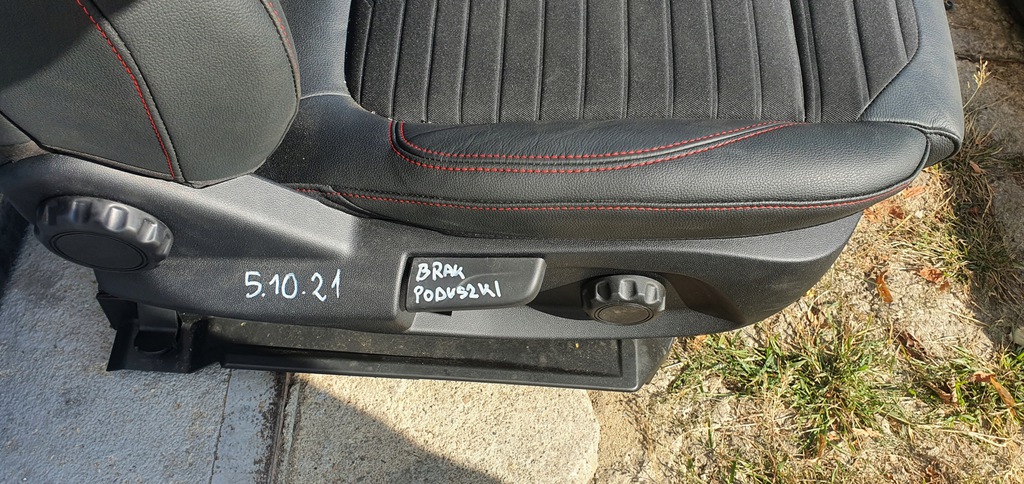 5.10.21
BRAK
PODUSZKI